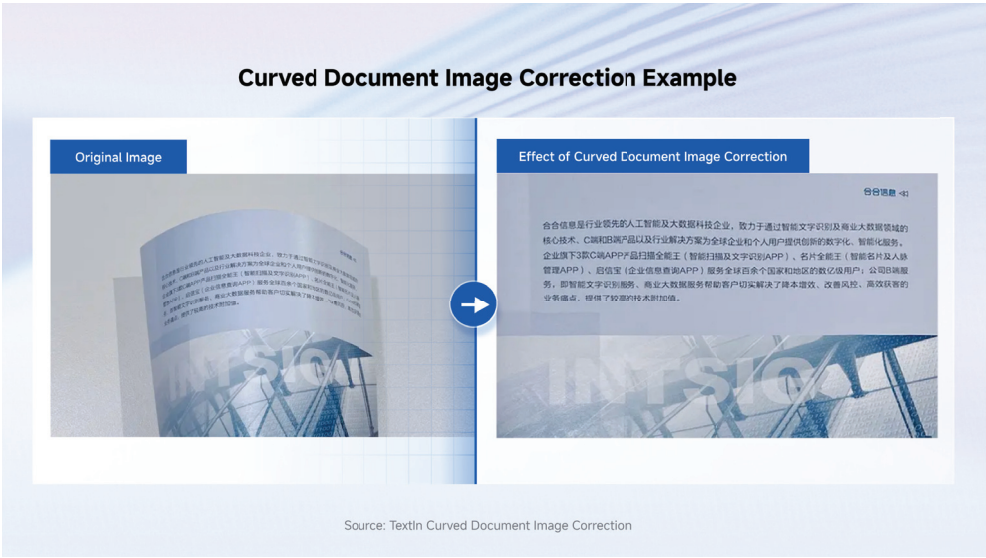 Curved Document Image Correction Example
Original Image
Effect of Curved Document Image Correction
合合信息
合合信息是行业领先的人工智能及大数据科技企业，致力于通过智能文字识别及商业大数据领域的
核心技术、C端和B端产品以及行业解决方案为全球企业和个人用户提供创新的数字化、智能化服务。
企业旗下3款C端APP产品扫描全能王（智能扫描及文字识别APP）、名片全能王（智能名片及人脉
管理APP）、启信宝（企业信息查询APP）服务全球百余个国家和地区的数亿级用户；公司B端服
务，即智能文字识别服务、商业大数据服务帮助客户切实解决了降本增效、改善风控、高效获客的
业务痛点，提供了较高的技术附加值。
INTSIG
Source: TextIn Curved Document Image Correction